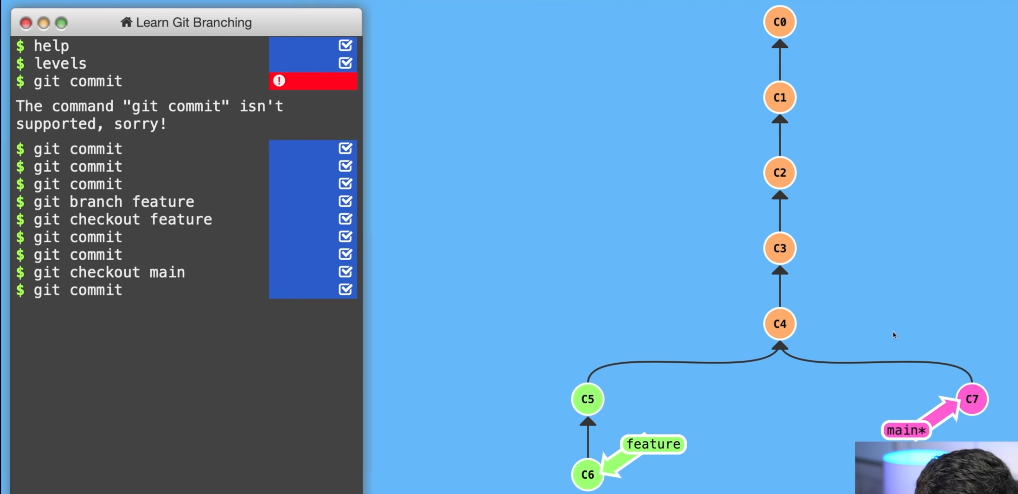 Learn Git Branching
$ help
$ levels
$ git commit
The command "git commit" isn't
supported, sorry!
$ git commit
$ git commit
$ git commit
$ git branch feature
$ git checkout feature
$ git commit
$ git commit
$ git checkout main
$ git commit
C0
C1
C2
C3
C4
C5
C7
main*
feature
C6